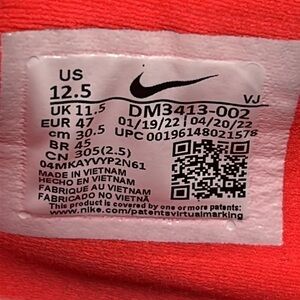 US
12.5
VJ
UK 11.5 DM3413-002
EUR 47 01/19/22 | 04/20/22
cm 30.5 UPC 00196148021578
BR 45
CN 305(2.5)
04MKAYVYP2N61
MADE IN VIETNAM
HECHO EN VIETNAM
FABRIQUE AU VIETNAM
FABRICADO NO VIETNÃ
This product is covered by one or more patents:
www.nike.com/patentsvirtualmarking